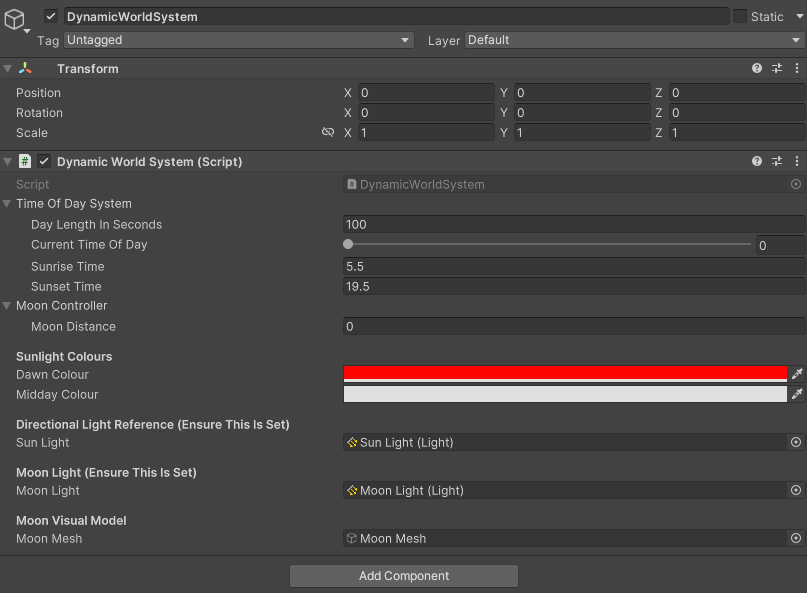 DynamicWorldSystem Static
Tag Untagged Layer Default
Transform
Position X 0 Y 0 Z 0
Rotation X 0 Y 0 Z 0
Scale X 1 Y 1 Z 1
# Dynamic World System (Script)
Script DynamicWorldSystem
Time Of Day System
Day Length In Seconds 100
Current Time Of Day 0
Sunrise Time 5.5
Sunset Time 19.5
Moon Controller
Moon Distance 0
Sunlight Colours
Dawn Colour
Midday Colour
Directional Light Reference (Ensure This Is Set)
Sun Light Sun Light (Light)
Moon Light (Ensure This Is Set)
Moon Light Moon Light (Light)
Moon Visual Model
Moon Mesh Moon Mesh
Add Component